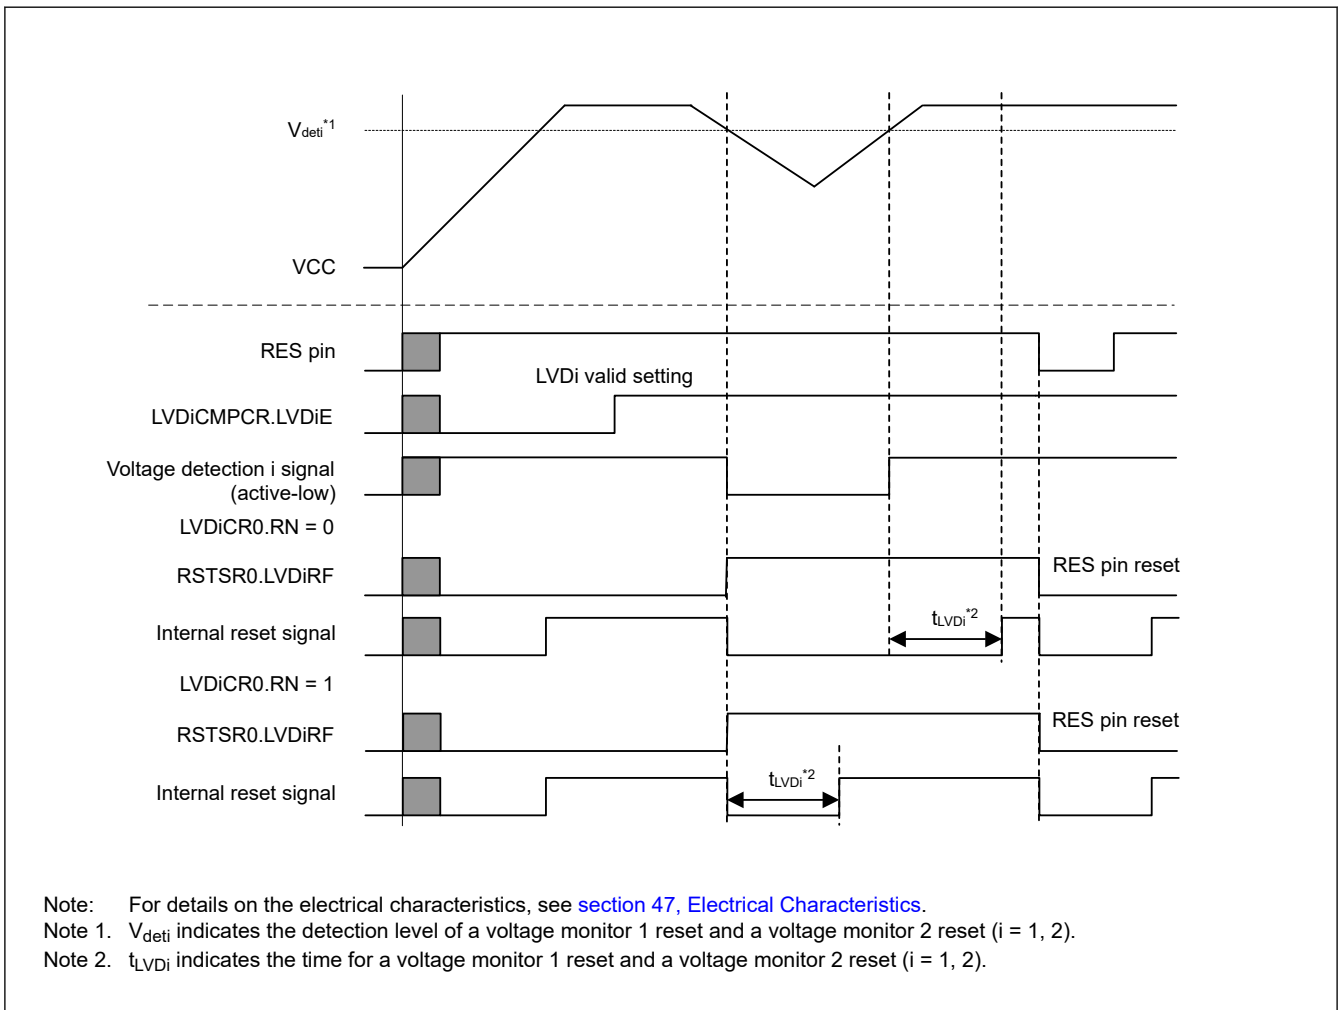 Vdeti*1
VCC
RES pin
LVDi valid setting
LVDiCMPCR.LVDiE
Voltage detection i signal
(active-low)
LVDiCR0.RN = 0
RSTSR0.LVDiRF
RES pin reset
Internal reset signal
tLVDi*2
LVDiCR0.RN = 1
RSTSR0.LVDiRF
RES pin reset
Internal reset signal
tLVDi*2
Note: For details on the electrical characteristics, see section 47, Electrical Characteristics.
Note 1. Vdeti indicates the detection level of a voltage monitor 1 reset and a voltage monitor 2 reset (i = 1, 2).
Note 2. tLVDi indicates the time for a voltage monitor 1 reset and a voltage monitor 2 reset (i = 1, 2).